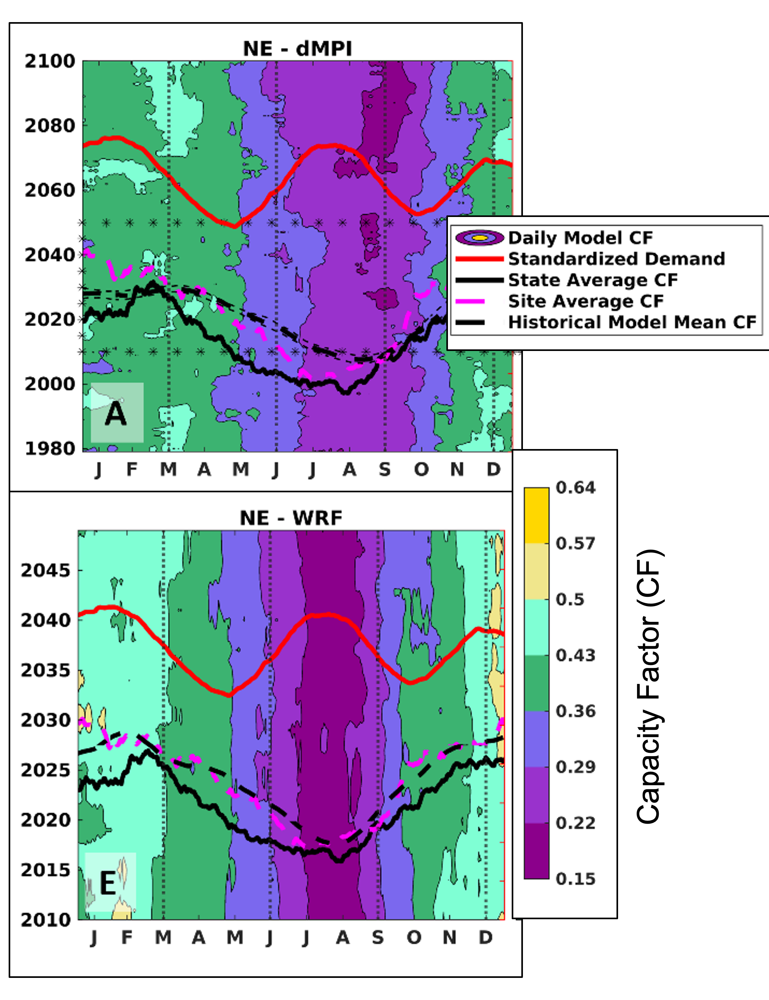 NE - dMPI
2100
2080
2060
2040
2020
2000
1980
A
J F M A M J J A S O N D
Daily Model CF
Standardized Demand
State Average CF
Site Average CF
Historical Model Mean CF
NE - WRF
2045
2040
2035
2030
2025
2020
2015
2010
E
J F M A M J J A S O N D
0.64
0.57
0.5
0.43
0.36
0.29
0.22
0.15
Capacity Factor (CF)